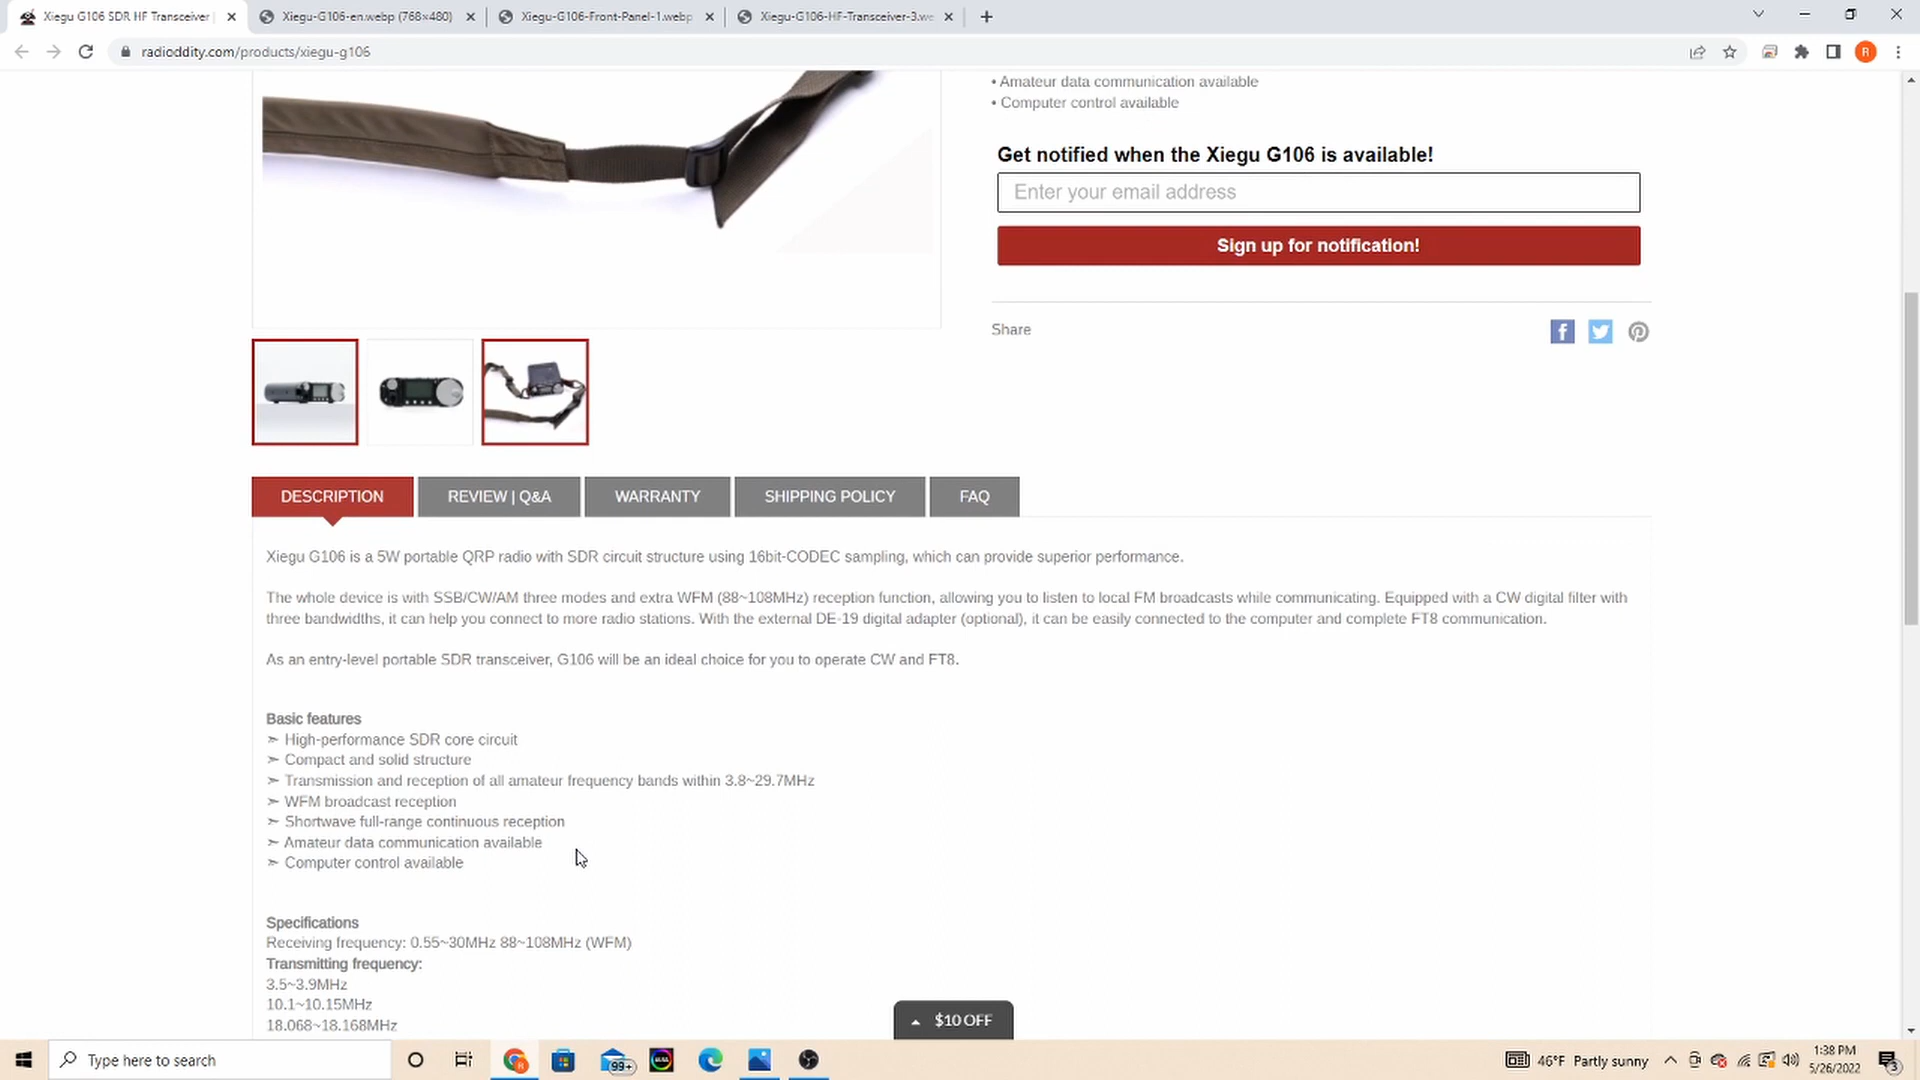 Xiegu G106 SDR HF Transceiver |
Xiegu-G106-en.webp (768×480)
Xiegu-G106-Front-Panel-1.webp
Xiegu-G106-HF-Transceiver-3.we
radioddity.com/products/xiegu-g106
R
• Amateur data communication available
• Computer control available
Get notified when the Xiegu G106 is available!
Enter your email address
Sign up for notification!
Share
DESCRIPTION
REVIEW | Q&A
WARRANTY
SHIPPING POLICY
FAQ
Xiegu G106 is a 5W portable QRP radio with SDR circuit structure using 16bit-CODEC sampling, which can provide superior performance.
The whole device is with SSB/CW/AM three modes and extra WFM (88~108MHz) reception function, allowing you to listen to local FM broadcasts while communicating. Equipped with a CW digital filter with
three bandwidths, it can help you connect to more radio stations. With the external DE-19 digital adapter (optional), it can be easily connected to the computer and complete FT8 communication.
As an entry-level portable SDR transceiver, G106 will be an ideal choice for you to operate CW and FT8.
Basic features
➣ High-performance SDR core circuit
➣ Compact and solid structure
➣ Transmission and reception of all amateur frequency bands within 3.8~29.7MHz
➣ WFM broadcast reception
➣ Shortwave full-range continuous reception
➣ Amateur data communication available
➣ Computer control available
Specifications
Receiving frequency: 0.55~30MHz 88~108MHz (WFM)
Transmitting frequency:
3.5~3.9MHz
10.1~10.15MHz
18.068~18.168MHz
$10 OFF
Type here to search
99+
46°F Partly sunny
1:38 PM
5/26/2022
3